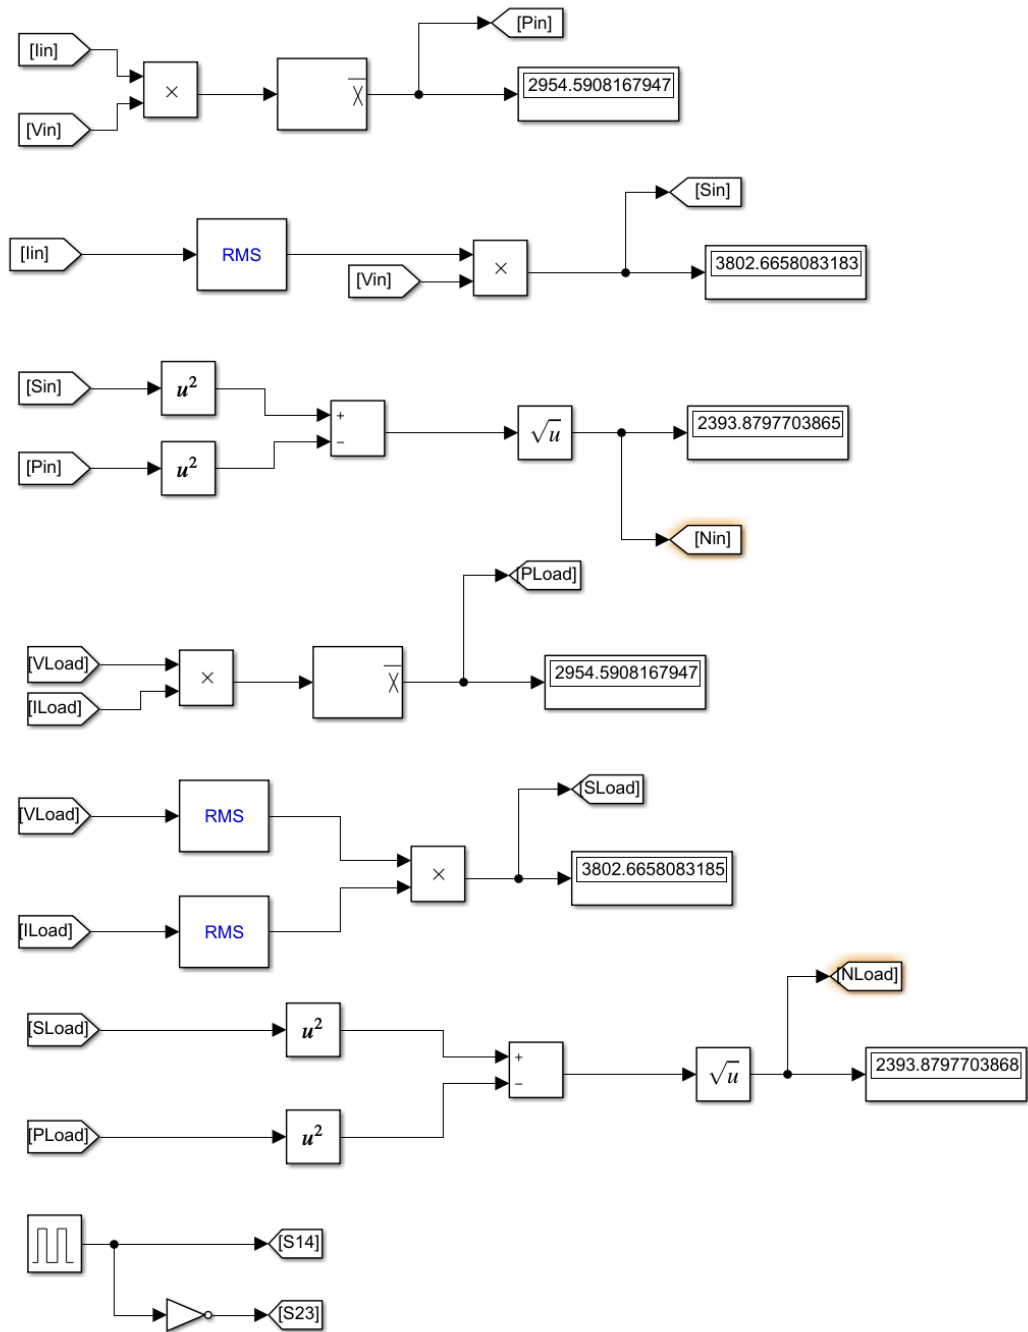 [Pin]
[Iin]
2954.5908167947
×
X
[Vin]
[Sin]
[Iin]
RMS
3802.6658083183
×
[Vin]
[Sin]
u²
+
2393.8797703865
−
√u
[Pin]
u²
[Nin]
[PLoad]
[VLoad]
2954.5908167947
×
X
[ILoad]
[SLoad]
[VLoad]
RMS
3802.6658083185
×
[ILoad]
RMS
[NLoad]
[SLoad]
u²
+
2393.8797703868
−
√u
[PLoad]
u²
[S14]
[S23]